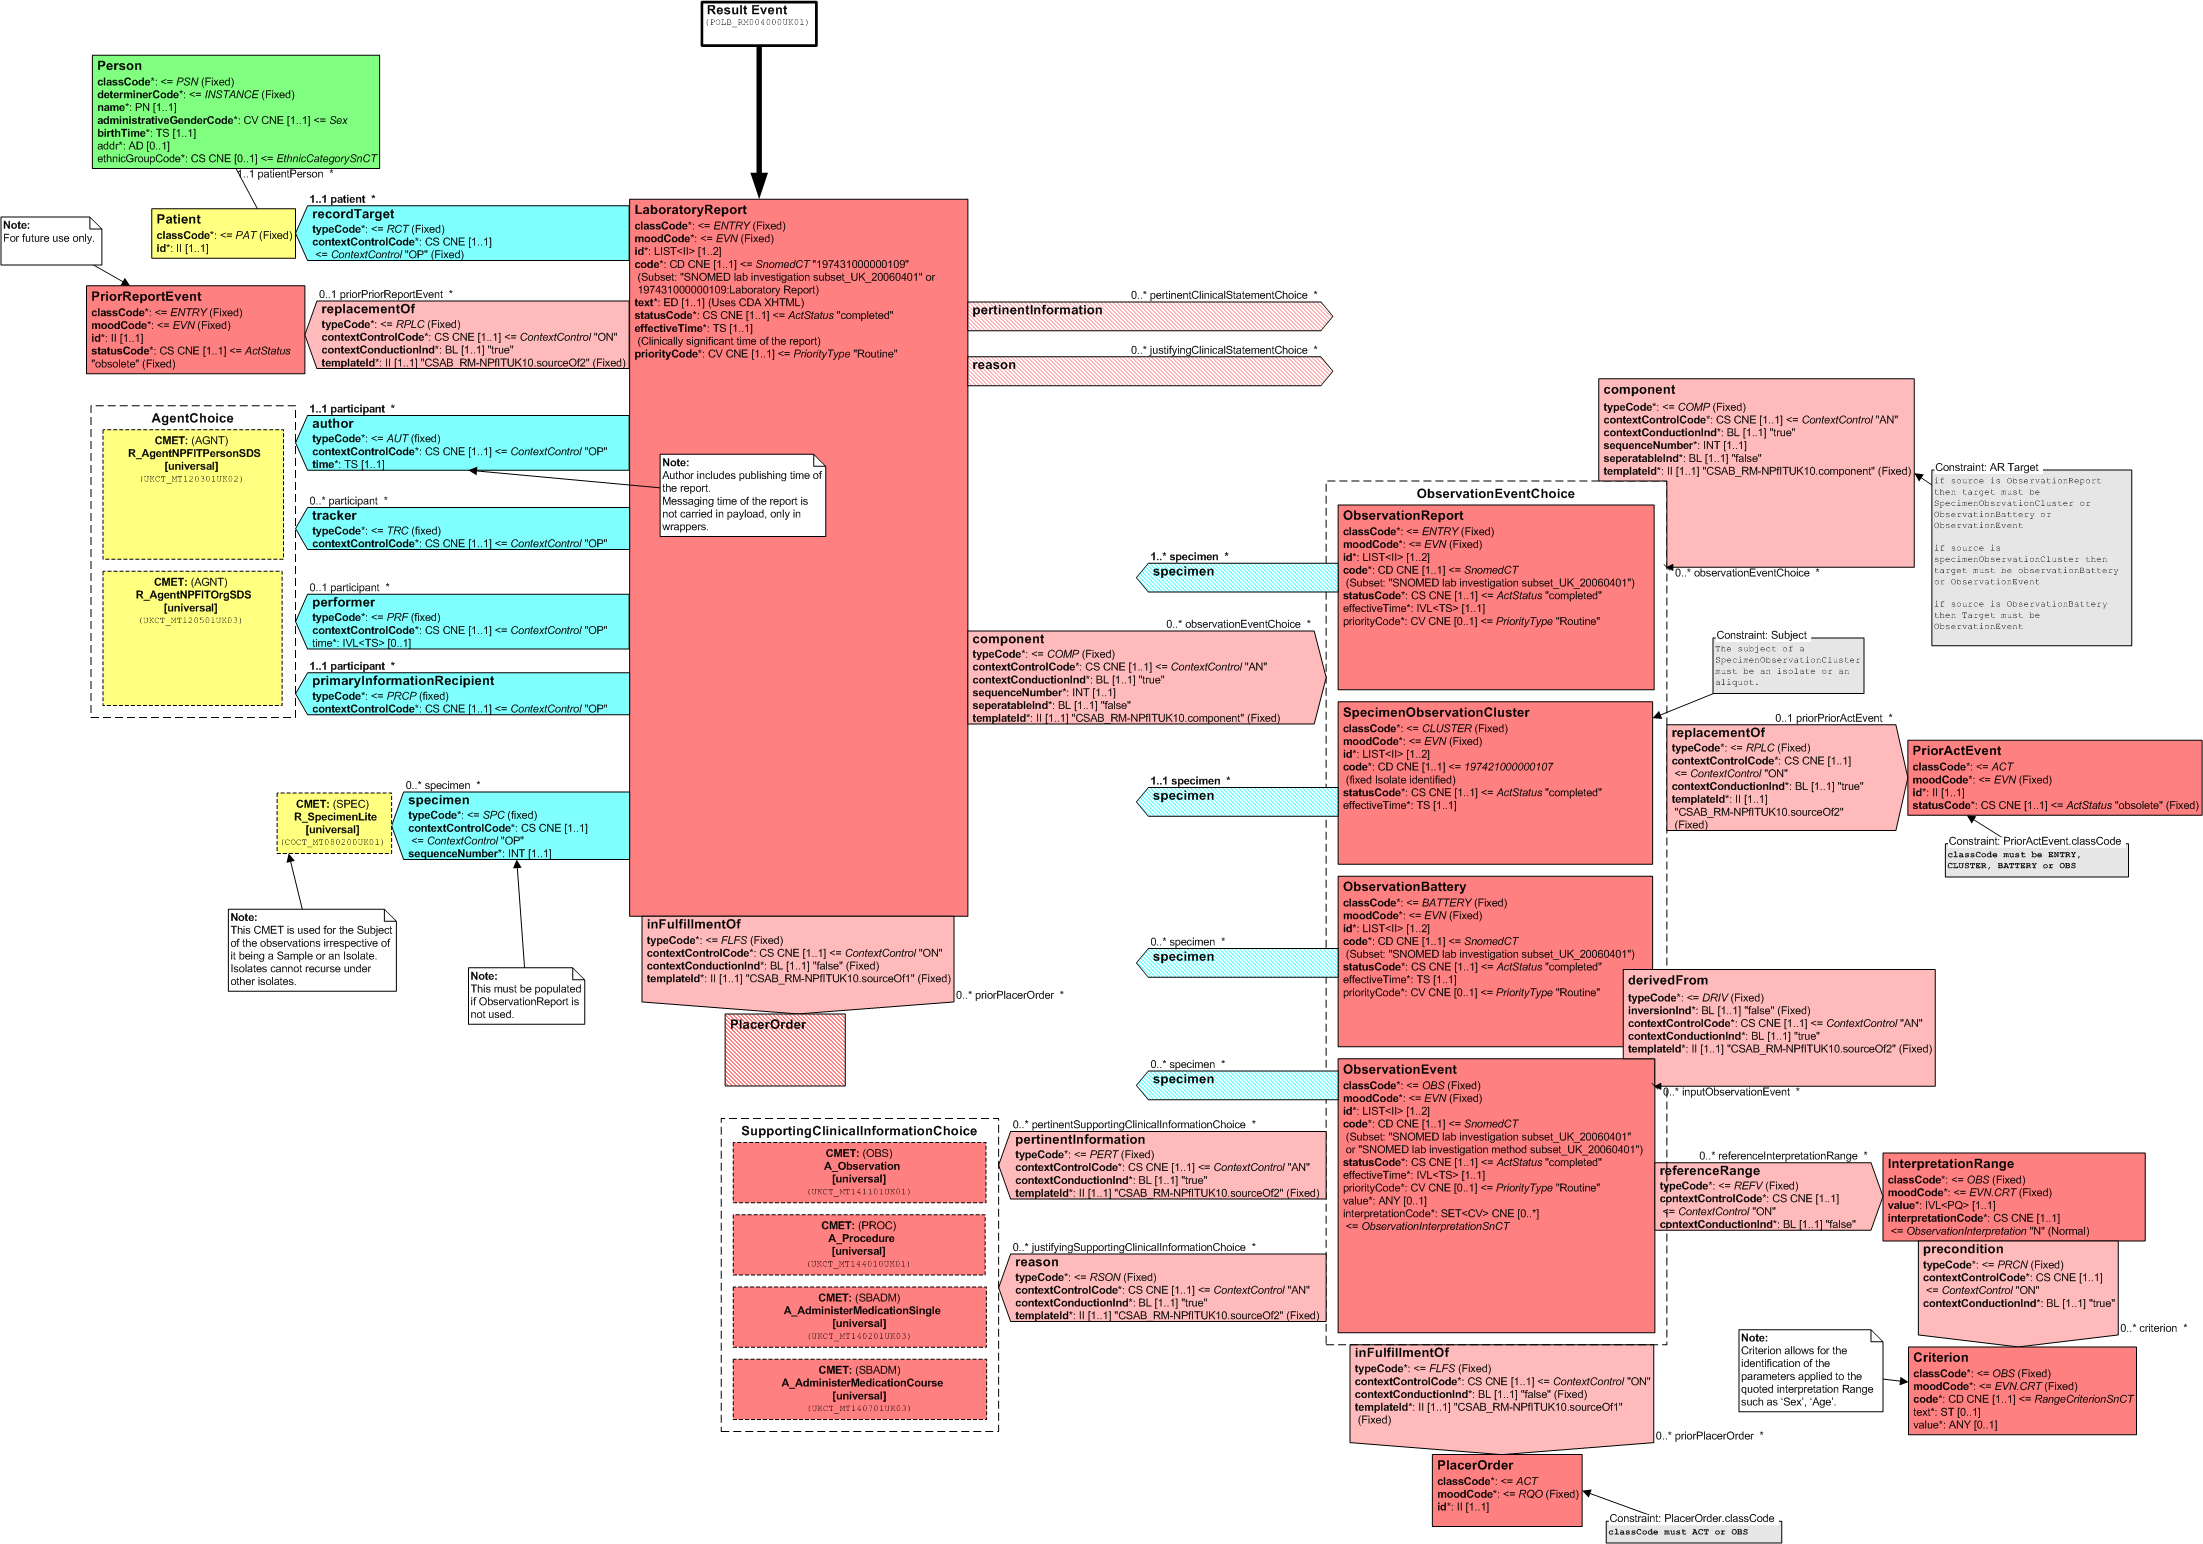 Result Event
(POLB_RM004000UK01)
Person
classCode*: <= PSN (Fixed)
determinerCode*: <= INSTANCE (Fixed)
name*: PN [1..1]
administrativeGenderCode*: CV CNE [1..1] <= Sex
birthTime*: TS [1..1]
addr*: AD [0..1]
ethnicGroupCode*: CS CNE [0..1] <= EthnicCategorySnCT
1..1 patientPerson *
Patient
classCode*: <= PAT (Fixed)
id*: II [1..1]
1..1 patient *
recordTarget
typeCode*: <= RCT (Fixed)
contextControlCode*: CS CNE [1..1]
<= ContextControl "OP" (Fixed)
Note:
For future use only.
PriorReportEvent
classCode*: <= ENTRY (Fixed)
moodCode*: <= EVN (Fixed)
id*: II [1..1]
statusCode*: CS CNE [1..1] <= ActStatus
"obsolete" (Fixed)
0..1 priorPriorReportEvent *
replacementOf
typeCode*: <= RPLC (Fixed)
contextControlCode*: CS CNE [1..1] <= ContextControl "ON"
contextConductionInd*: BL [1..1] "true"
templateId*: II [1..1] "CSAB_RM-NPfITUK10.sourceOf2" (Fixed)
LaboratoryReport
classCode*: <= ENTRY (Fixed)
moodCode*: <= EVN (Fixed)
id*: LIST<II> [1..2]
code*: CD CNE [1..1] <= SnomedCT "197431000000109"
(Subset: "SNOMED lab investigation subset_UK_20060401" or
197431000000109:Laboratory Report)
text*: ED [1..1] (Uses CDA XHTML)
statusCode*: CS CNE [1..1] <= ActStatus "completed"
effectiveTime*: TS [1..1]
(Clinically significant time of the report)
priorityCode*: CV CNE [1..1] <= PriorityType "Routine"
0..* pertinentClinicalStatementChoice *
pertinentInformation
0..* justifyingClinicalStatementChoice *
reason
AgentChoice
CMET: (AGNT)
R_AgentNPFITPersonSDS
[universal]
(UKCT_MT120301UK02)
CMET: (AGNT)
R_AgentNPFITOrgSDS
[universal]
(UKCT_MT120501UK03)
1..1 participant *
author
typeCode*: <= AUT (fixed)
contextControlCode*: CS CNE [1..1] <= ContextControl "OP"
time*: TS [1..1]
Note:
Author includes publishing time of
the report.
Messaging time of the report is
not carried in payload, only in
wrappers.
0..* participant *
tracker
typeCode*: <= TRC (fixed)
contextControlCode*: CS CNE [1..1] <= ContextControl "OP"
0..1 participant *
performer
typeCode*: <= PRF (fixed)
contextControlCode*: CS CNE [1..1] <= ContextControl "OP"
time*: IVL<TS> [0..1]
1..1 participant *
primaryInformationRecipient
typeCode*: <= PRCP (fixed)
contextControlCode*: CS CNE [1..1] <= ContextControl "OP"
0..* specimen *
specimen
typeCode*: <= SPC (fixed)
contextControlCode*: CS CNE [1..1]
<= ContextControl "OP"
sequenceNumber*: INT [1..1]
CMET: (SPEC)
R_SpecimenLite
[universal]
(COCT_MT080200UK01)
Note:
This CMET is used for the Subject
of the observations irrespective of
it being a Sample or an Isolate.
Isolates cannot recurse under
other isolates.
Note:
This must be populated
if ObservationReport is
not used.
inFulfillmentOf
typeCode*: <= FLFS (Fixed)
contextControlCode*: CS CNE [1..1] <= ContextControl "ON"
contextConductionInd*: BL [1..1] "false" (Fixed)
templateId*: II [1..1] "CSAB_RM-NPfITUK10.sourceOf1" (Fixed)
0..* priorPlacerOrder *
PlacerOrder
0..* observationEventChoice *
component
typeCode*: <= COMP (Fixed)
contextControlCode*: CS CNE [1..1] <= ContextControl "AN"
contextConductionInd*: BL [1..1] "true"
sequenceNumber*: INT [1..1]
seperatableInd*: BL [1..1] "false"
templateId*: II [1..1] "CSAB_RM-NPfITUK10.component" (Fixed)
component
typeCode*: <= COMP (Fixed)
contextControlCode*: CS CNE [1..1] <= ContextControl "AN"
contextConductionInd*: BL [1..1] "true"
sequenceNumber*: INT [1..1]
seperatableInd*: BL [1..1] "false"
templateId*: II [1..1] "CSAB_RM-NPfITUK10.component" (Fixed)
0..* observationEventChoice *
Constraint: AR Target
if source is ObservationReport
then target must be
SpecimenObsrvationCluster or
ObservationBattery or
ObservationEvent
if source is
specimenObservationCluster then
target must be observationBattery
or ObservationEvent
if source is ObservationBattery
then Target must be
ObservationEvent
ObservationEventChoice
ObservationReport
classCode*: <= ENTRY (Fixed)
moodCode*: <= EVN (Fixed)
id*: LIST<II> [1..2]
code*: CD CNE [1..1] <= SnomedCT
(Subset: "SNOMED lab investigation subset_UK_20060401")
statusCode*: CS CNE [1..1] <= ActStatus "completed"
effectiveTime*: IVL<TS> [1..1]
priorityCode*: CV CNE [0..1] <= PriorityType "Routine"
1..* specimen *
specimen
Constraint: Subject
The subject of a
SpecimenObservationCluster
must be an isolate or an
aliquot.
SpecimenObservationCluster
classCode*: <= CLUSTER (Fixed)
moodCode*: <= EVN (Fixed)
id*: LIST<II> [1..2]
code*: CD CNE [1..1] <= 197421000000107
(fixed Isolate identified)
statusCode*: CS CNE [1..1] <= ActStatus "completed"
effectiveTime*: TS [1..1]
1..1 specimen *
specimen
0..1 priorPriorActEvent *
replacementOf
typeCode*: <= RPLC (Fixed)
contextControlCode*: CS CNE [1..1]
<= ContextControl "ON"
contextConductionInd*: BL [1..1] "true"
templateId*: II [1..1]
"CSAB_RM-NPfITUK10.sourceOf2"
(Fixed)
PriorActEvent
classCode*: <= ACT
moodCode*: <= EVN (Fixed)
id*: II [1..1]
statusCode*: CS CNE [1..1] <= ActStatus "obsolete" (Fixed)
Constraint: PriorActEvent.classCode
classCode must be ENTRY,
CLUSTER, BATTERY or OBS
ObservationBattery
classCode*: <= BATTERY (Fixed)
moodCode*: <= EVN (Fixed)
id*: LIST<II> [1..2]
code*: CD CNE [1..1] <= SnomedCT
(Subset: "SNOMED lab investigation subset_UK_20060401")
statusCode*: CS CNE [1..1] <= ActStatus "completed"
effectiveTime*: TS [1..1]
priorityCode*: CV CNE [0..1] <= PriorityType "Routine"
0..* specimen *
specimen
derivedFrom
typeCode*: <= DRIV (Fixed)
inversionInd*: BL [1..1] "false" (Fixed)
contextControlCode*: CS CNE [1..1] <= ContextControl "AN"
contextConductionInd*: BL [1..1] "true"
templateId*: II [1..1] "CSAB_RM-NPfITUK10.sourceOf2" (Fixed)
0..* inputObservationEvent *
ObservationEvent
classCode*: <= OBS (Fixed)
moodCode*: <= EVN (Fixed)
id*: LIST<II> [1..2]
code*: CD CNE [1..1] <= SnomedCT
(Subset: "SNOMED lab investigation subset_UK_20060401"
or "SNOMED lab investigation method subset_UK_20060401")
statusCode*: CS CNE [1..1] <= ActStatus "completed"
effectiveTime*: IVL<TS> [1..1]
priorityCode*: CV CNE [0..1] <= PriorityType "Routine"
value*: ANY [0..1]
interpretationCode*: SET<CV> CNE [0..*]
<= ObservationInterpretationSnCT
0..* specimen *
specimen
0..* pertinentSupportingClinicalInformationChoice *
pertinentInformation
typeCode*: <= PERT (Fixed)
contextControlCode*: CS CNE [1..1] <= ContextControl "AN"
contextConductionInd*: BL [1..1] "true"
templateId*: II [1..1] "CSAB_RM-NPfITUK10.sourceOf2" (Fixed)
0..* justifyingSupportingClinicalInformationChoice *
reason
typeCode*: <= RSON (Fixed)
contextControlCode*: CS CNE [1..1] <= ContextControl "AN"
contextConductionInd*: BL [1..1] "true"
templateId*: II [1..1] "CSAB_RM-NPfITUK10.sourceOf2" (Fixed)
SupportingClinicalInformationChoice
CMET: (OBS)
A_Observation
[universal]
(UKCT_MT141101UK01)
CMET: (PROC)
A_Procedure
[universal]
(UKCT_MT144010UK01)
CMET: (SBADM)
A_AdministerMedicationSingle
[universal]
(UKCT_MT140201UK03)
CMET: (SBADM)
A_AdministerMedicationCourse
[universal]
(UKCT_MT140701UK03)
0..* referenceInterpretationRange *
referenceRange
typeCode*: <= REFV (Fixed)
contextControlCode*: CS CNE [1..1]
<= ContextControl "ON"
contextConductionInd*: BL [1..1] "false"
InterpretationRange
classCode*: <= OBS (Fixed)
moodCode*: <= EVN.CRT (Fixed)
value*: IVL<PQ> [1..1]
interpretationCode*: CS CNE [1..1]
<= ObservationInterpretation "N" (Normal)
precondition
typeCode*: <= PRCN (Fixed)
contextControlCode*: CS CNE [1..1]
<= ContextControl "ON"
contextConductionInd*: BL [1..1] "true"
0..* criterion *
Note:
Criterion allows for the
identification of the
parameters applied to the
quoted interpretation Range
such as ‘Sex’, ‘Age’.
Criterion
classCode*: <= OBS (Fixed)
moodCode*: <= EVN.CRT (Fixed)
code*: CD CNE [1..1] <= RangeCriterionSnCT
text*: ST [0..1]
value*: ANY [0..1]
inFulfillmentOf
typeCode*: <= FLFS (Fixed)
contextControlCode*: CS CNE [1..1] <= ContextControl "ON"
contextConductionInd*: BL [1..1] "false" (Fixed)
templateId*: II [1..1] "CSAB_RM-NPfITUK10.sourceOf1"
(Fixed)
0..* priorPlacerOrder *
PlacerOrder
classCode*: <= ACT
moodCode*: <= RQO (Fixed)
id*: II [1..1]
Constraint: PlacerOrder.classCode
classCode must ACT or OBS